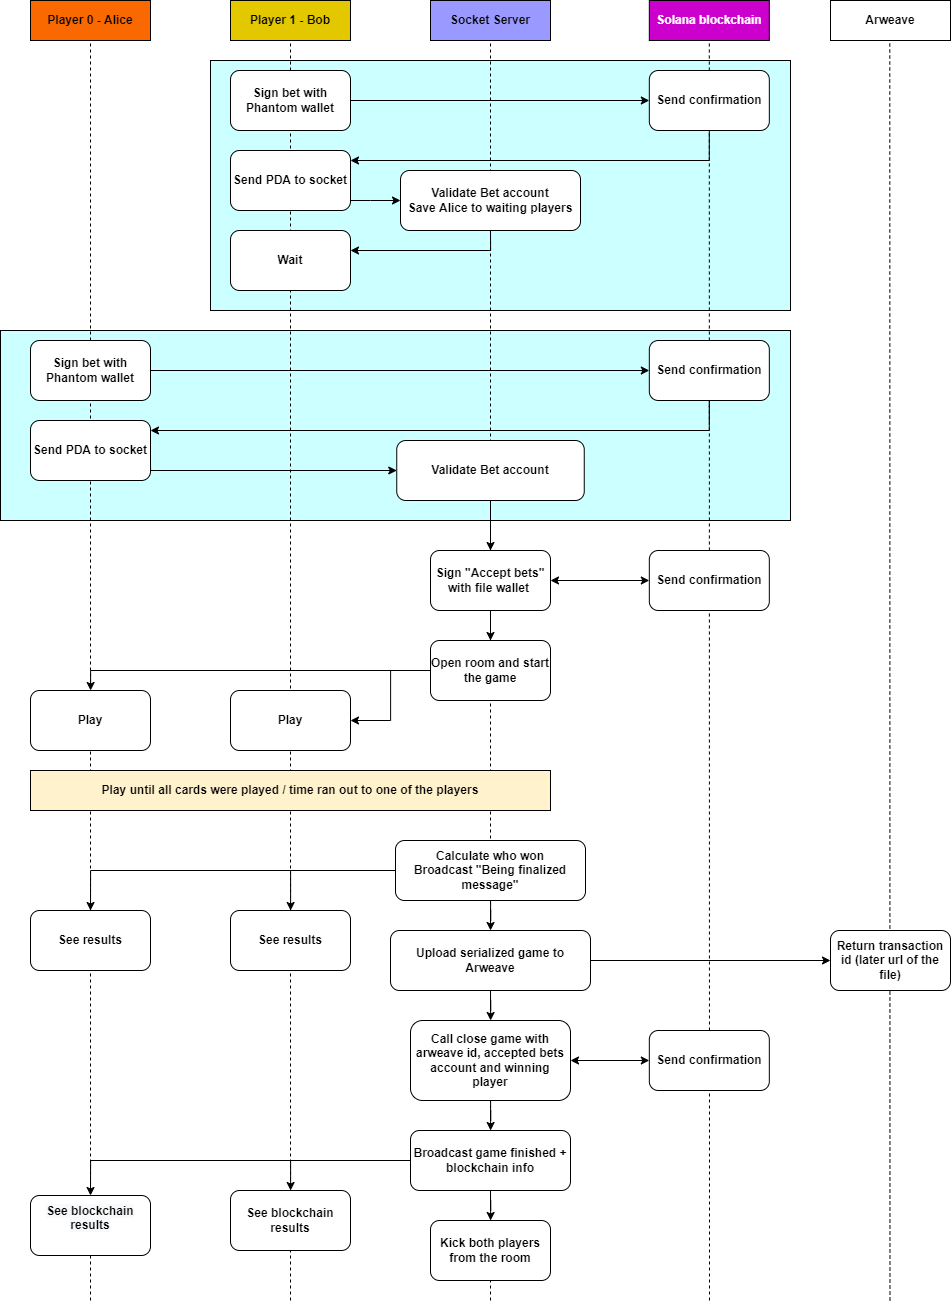 Player 0 - Alice
Player 1 - Bob
Socket Server
Solana blockchain
Arweave
Sign bet with
Phantom wallet
Send confirmation
Send PDA to socket
Validate Bet account
Save Alice to waiting players
Wait
Sign bet with
Phantom wallet
Send confirmation
Send PDA to socket
Validate Bet account
Sign "Accept bets"
with file wallet
Send confirmation
Open room and start
the game
Play
Play
Play until all cards were played / time ran out to one of the players
Calculate who won
Broadcast "Being finalized
message"
See results
See results
Upload serialized game to
Arweave
Return transaction
id (later url of the
file)
Call close game with
arweave id, accepted bets
account and winning
player
Send confirmation
Broadcast game finished +
blockchain info
See blockchain
results
See blockchain
results
Kick both players
from the room